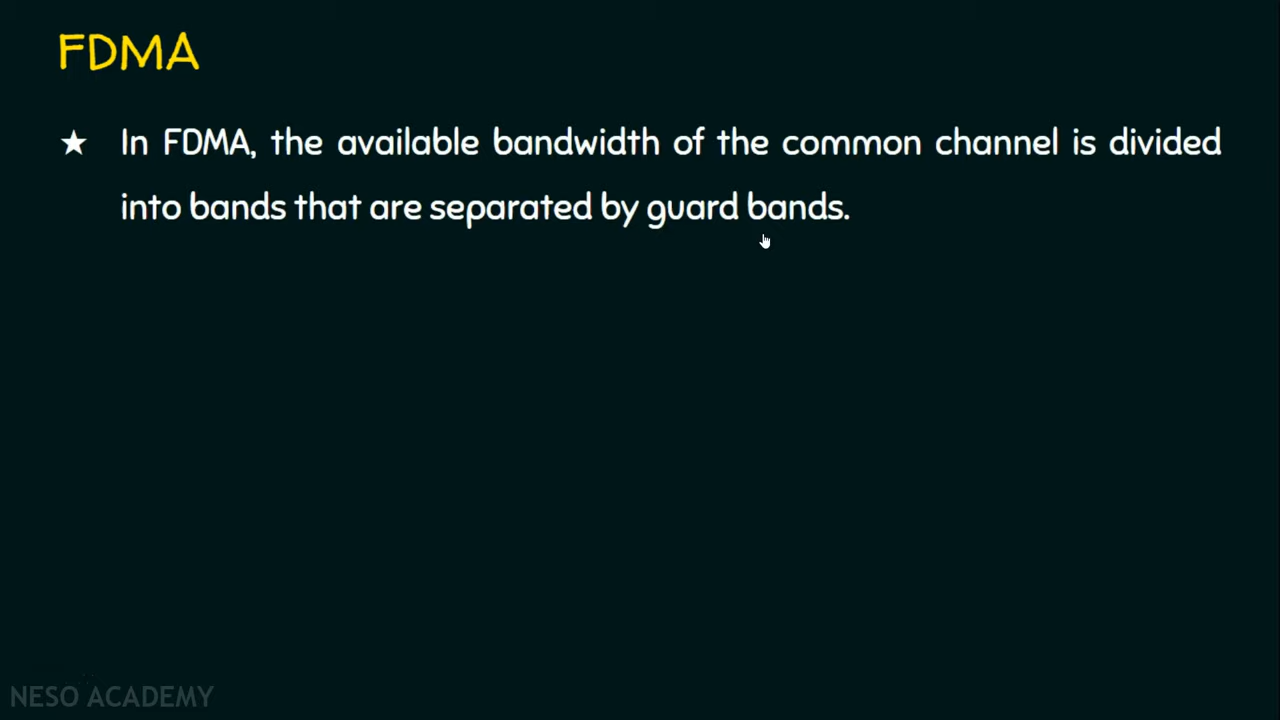 FDMA
★ In FDMA, the available bandwidth of the common channel is divided
into bands that are separated by guard bands.
NESO ACADEMY